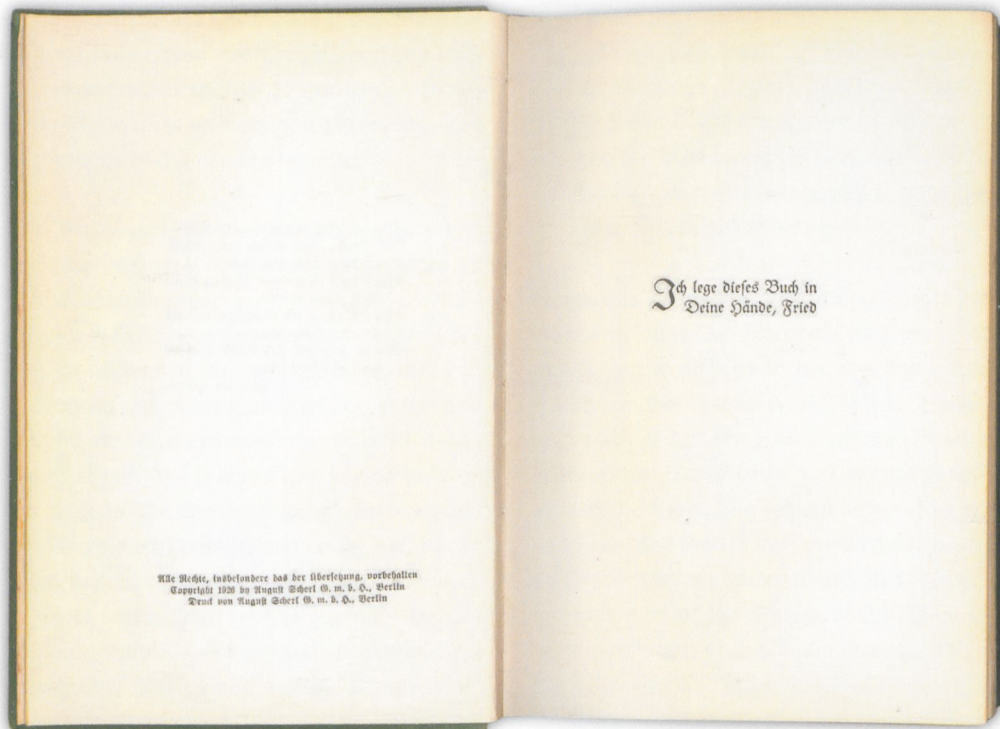 Alle Rechte, insbesondere das der Übersetzung, vorbehalten
Copyright 1926 by August Scherl G. m. b. H., Berlin
Druck von August Scherl G. m. b. H., Berlin
Ich lege dieses Buch in
Deine Hände, Fried